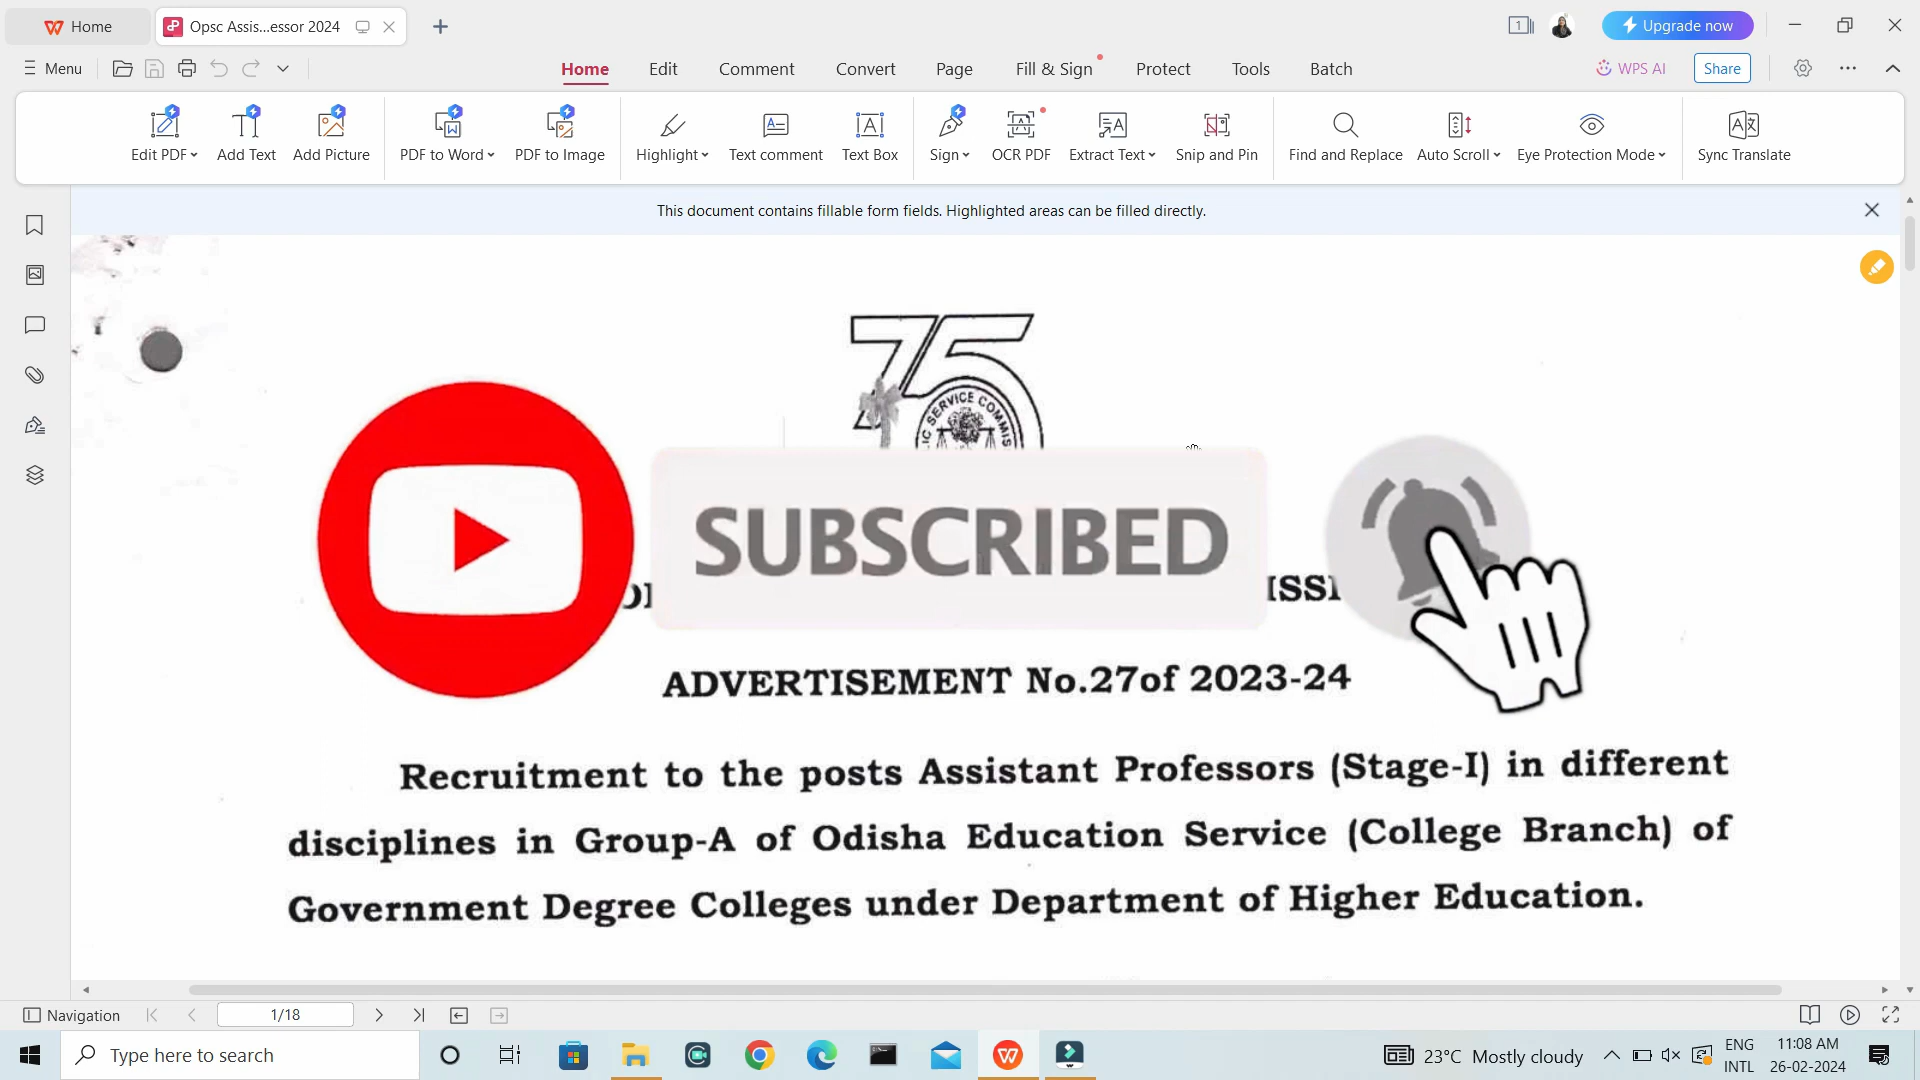 Home
Opsc Assis...essor 2024
1
Upgrade now
Menu
Home Edit Comment Convert Page Fill & Sign Protect Tools Batch
WPS AI
Share
Edit PDF Add Text Add Picture PDF to Word PDF to Image Highlight Text comment Text Box Sign OCR PDF Extract Text Snip and Pin Find and Replace Auto Scroll Eye Protection Mode Sync Translate
This document contains fillable form fields. Highlighted areas can be filled directly.
75
SERVICE
SUBSCRIBED
ADVERTISEMENT No.27of 2023-24
Recruitment to the posts Assistant Professors (Stage-I) in different
disciplines in Group-A of Odisha Education Service (College Branch) of
Government Degree Colleges under Department of Higher Education.
Navigation
1/18
Type here to search
23°C Mostly cloudy
ENG
INTL
11:08 AM
26-02-2024